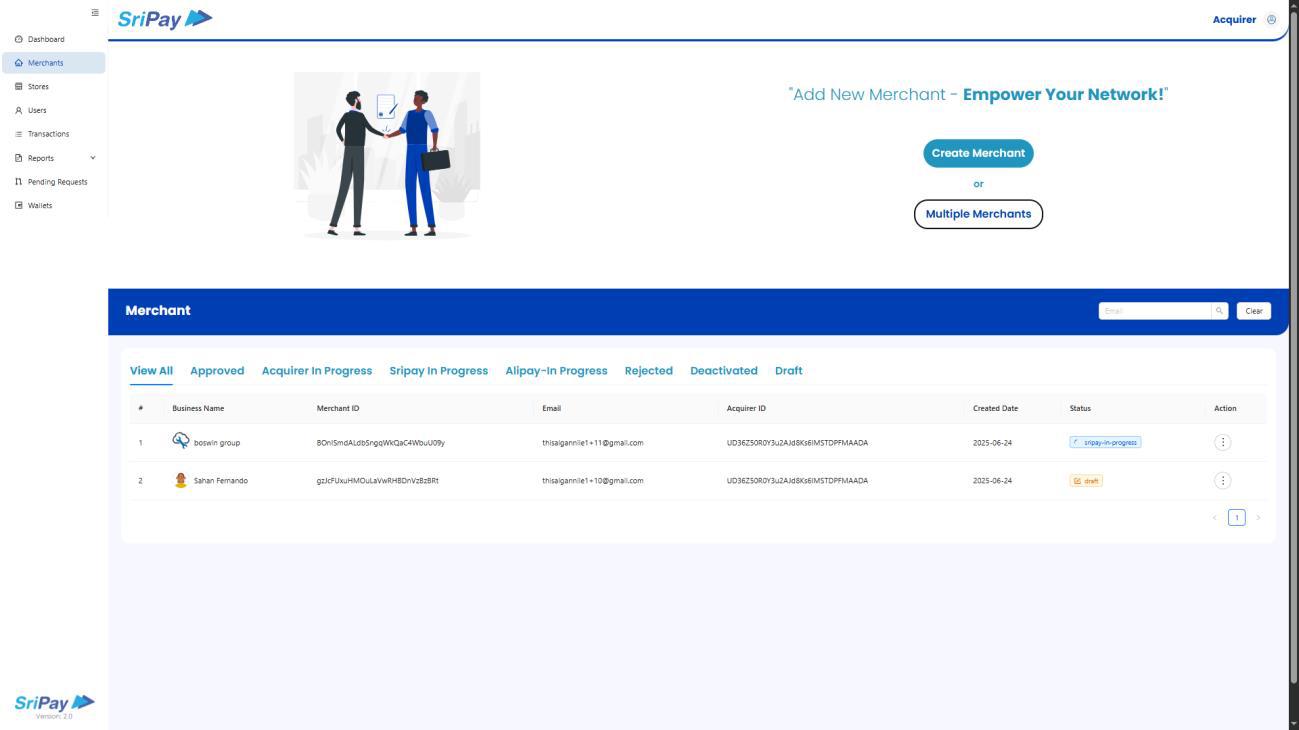 SriPay
Acquirer
Dashboard
Merchants
Stores
Users
Transactions
Reports
Pending Requests
Wallets
"Add New Merchant - Empower Your Network!"
Create Merchant
or
Multiple Merchants
Merchant
Email
Clear
View All Approved Acquirer In Progress Sripay In Progress Alipay-In Progress Rejected Deactivated Draft
# Business Name Merchant ID Email Acquirer ID Created Date Status Action
1 boswin group BOnISmdALdbSngqWkQaC4WbuU09y thisalgannile1+11@gmail.com UD36Z50R0Y3u2AJd8Ks6IMSTDPFMAADA 2025-06-24 sripay-in-progress
2 Sahan Fernando gzJcFUxuHMOuLaVwRHBDnVzBzBRt thisalgannile1+10@gmail.com UD36Z50R0Y3u2AJd8Ks6IMSTDPFMAADA 2025-06-24 draft
1
SriPay
Version: 2.0